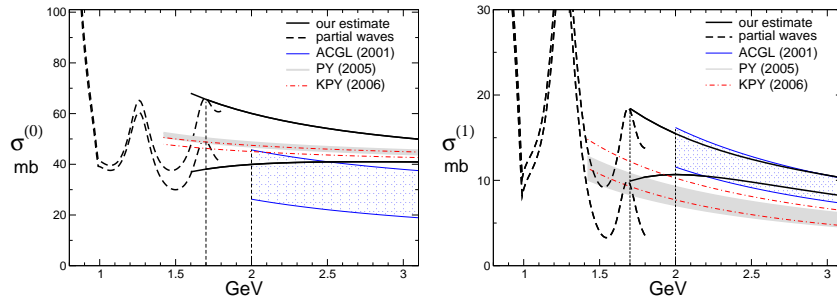 100
80
60
40
20
0
σ(0)
mb
1
1.5
2
2.5
3
GeV
our estimate
partial waves
ACGL (2001)
PY (2005)
KPY (2006)
30
20
10
0
σ(1)
mb
1
1.5
2
2.5
3
GeV
our estimate
partial waves
ACGL (2001)
PY (2005)
KPY (2006)